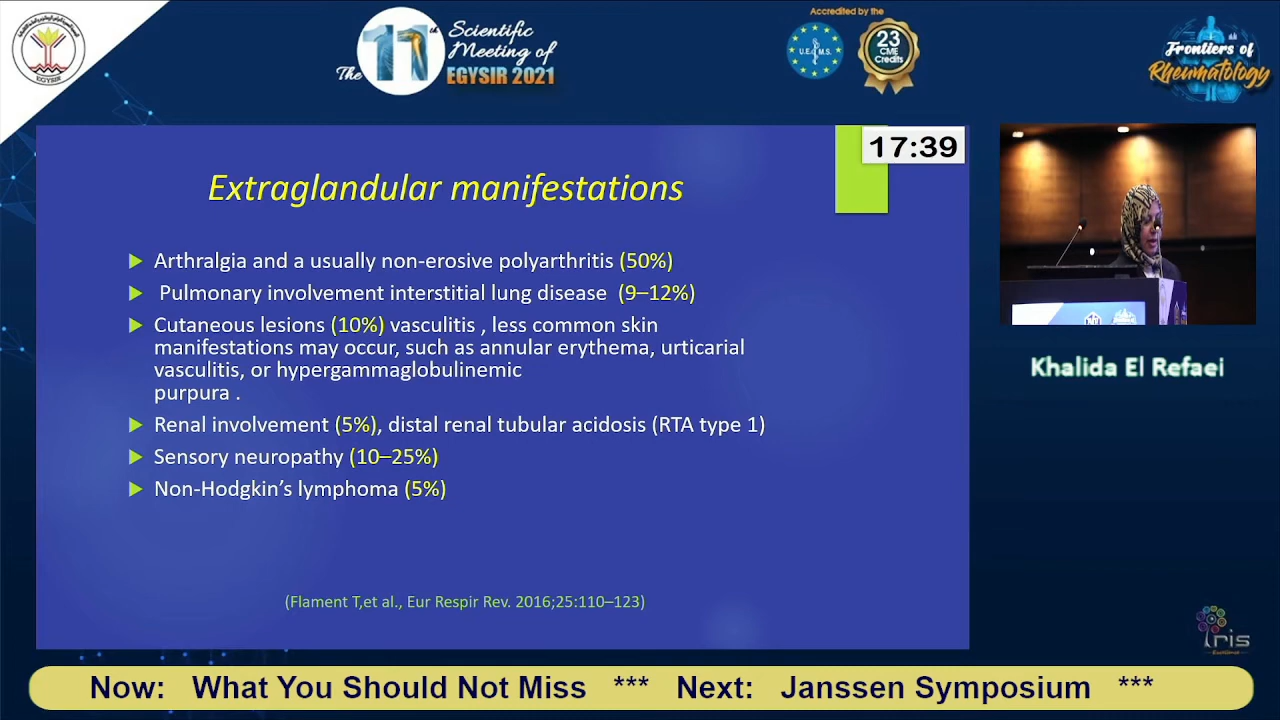 EGYSIR
The 11th
Scientific
Meeting of
EGYSIR 2021
Accredited by the
U.E.M.S.
23
CME
Credits
Frontiers of
Rheumatology
17:39
Extraglandular manifestations
Arthralgia and a usually non-erosive polyarthritis (50%)
Pulmonary involvement interstitial lung disease (9–12%)
Cutaneous lesions (10%) vasculitis , less common skin
manifestations may occur, such as annular erythema, urticarial
vasculitis, or hypergammaglobulinemic
purpura .
Renal involvement (5%), distal renal tubular acidosis (RTA type 1)
Sensory neuropathy (10–25%)
Non-Hodgkin’s lymphoma (5%)
(Flament T,et al., Eur Respir Rev. 2016;25:110–123)
Khalida El Refaei
Iris
Now: What You Should Not Miss *** Next: Janssen Symposium ***